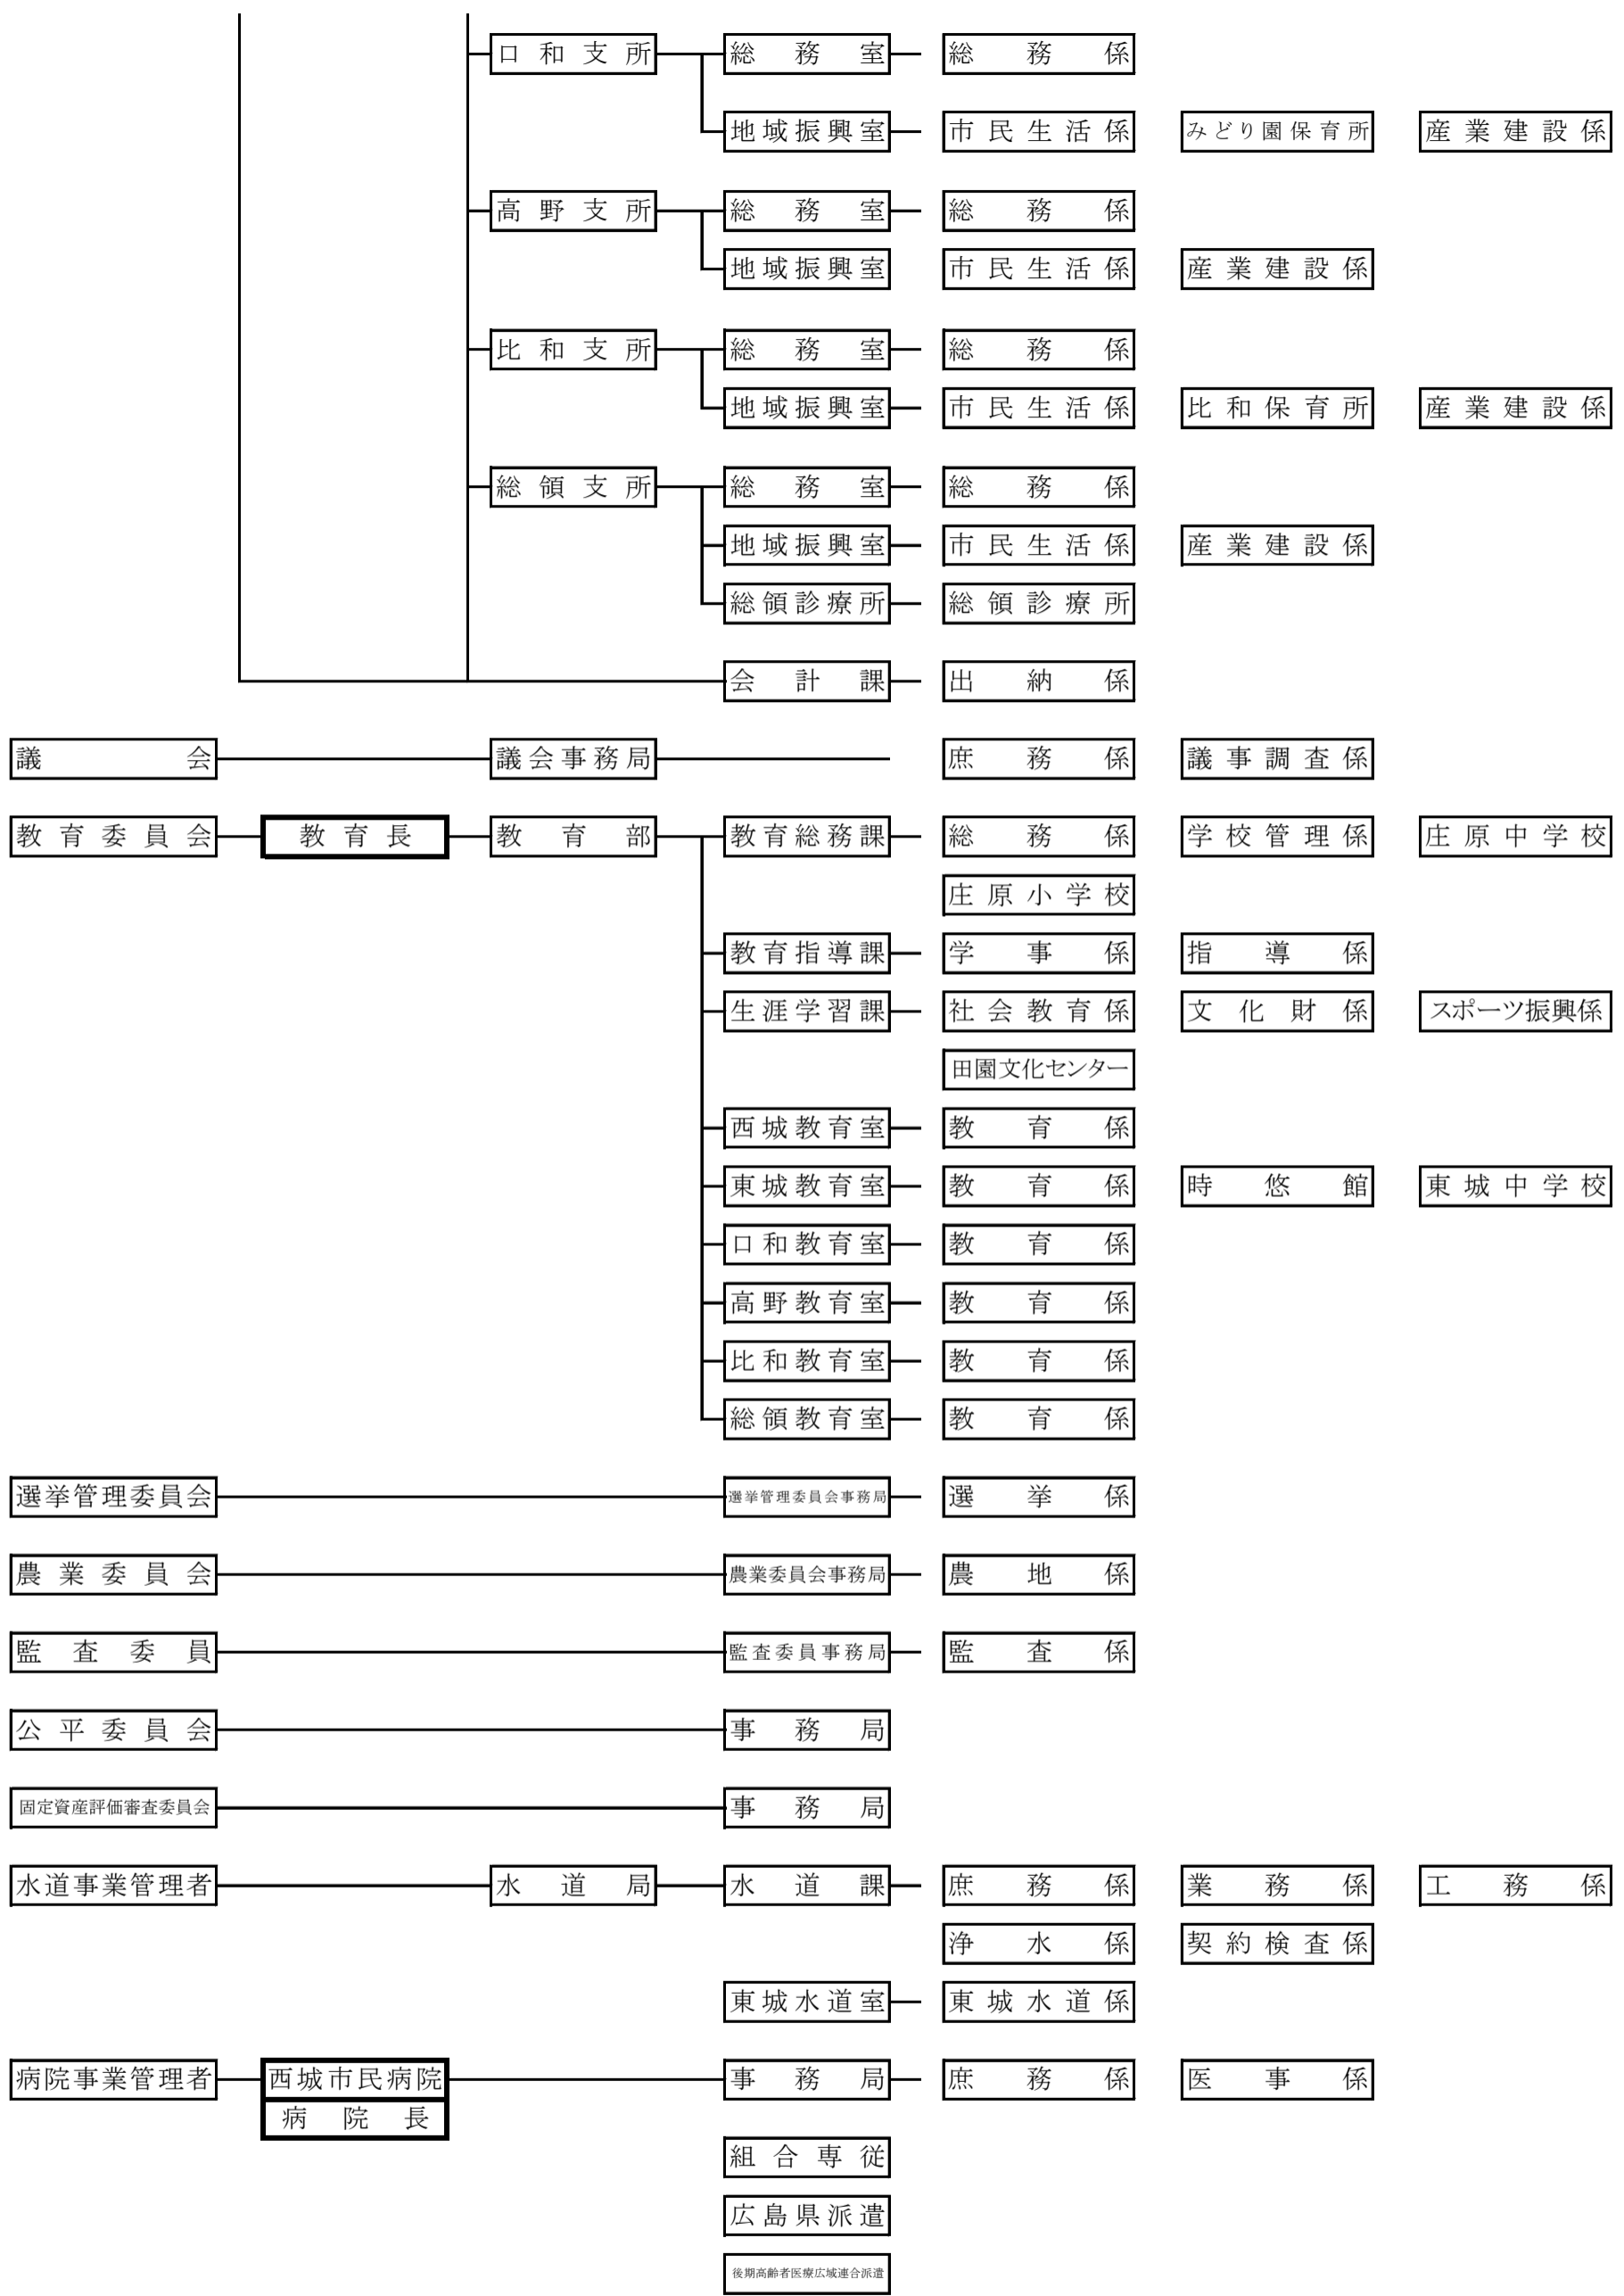 口和支所 総務室 総務係
地域振興室 市民生活係 みどり園保育所 産業建設係
高野支所 総務室 総務係
地域振興室 市民生活係 産業建設係
比和支所 総務室 総務係
地域振興室 市民生活係 比和保育所 産業建設係
総領支所 総務室 総務係
地域振興室 市民生活係 産業建設係
総領診療所 総領診療所
会計課 出納係
議会 議会事務局 庶務係 議事調査係
教育委員会 教育長 教育部 教育総務課 総務係 学校管理係 庄原中学校
庄原小学校
教育指導課 学事係 指導係
生涯学習課 社会教育係 文化財係 スポーツ振興係
田園文化センター
西城教育室 教育係
東城教育室 教育係 時悠館 東城中学校
口和教育室 教育係
高野教育室 教育係
比和教育室 教育係
総領教育室 教育係
選挙管理委員会 選挙管理委員会事務局 選挙係
農業委員会 農業委員会事務局 農地係
監査委員 監査委員事務局 監査係
公平委員会 事務局
固定資産評価審査委員会 事務局
水道事業管理者 水道局 水道課 庶務係 業務係 工務係
浄水係 契約検査係
東城水道室 東城水道係
病院事業管理者 西城市民病院 事務局 庶務係 医事係
病院長
組合専従
広島県派遣
後期高齢者医療広域連合派遣